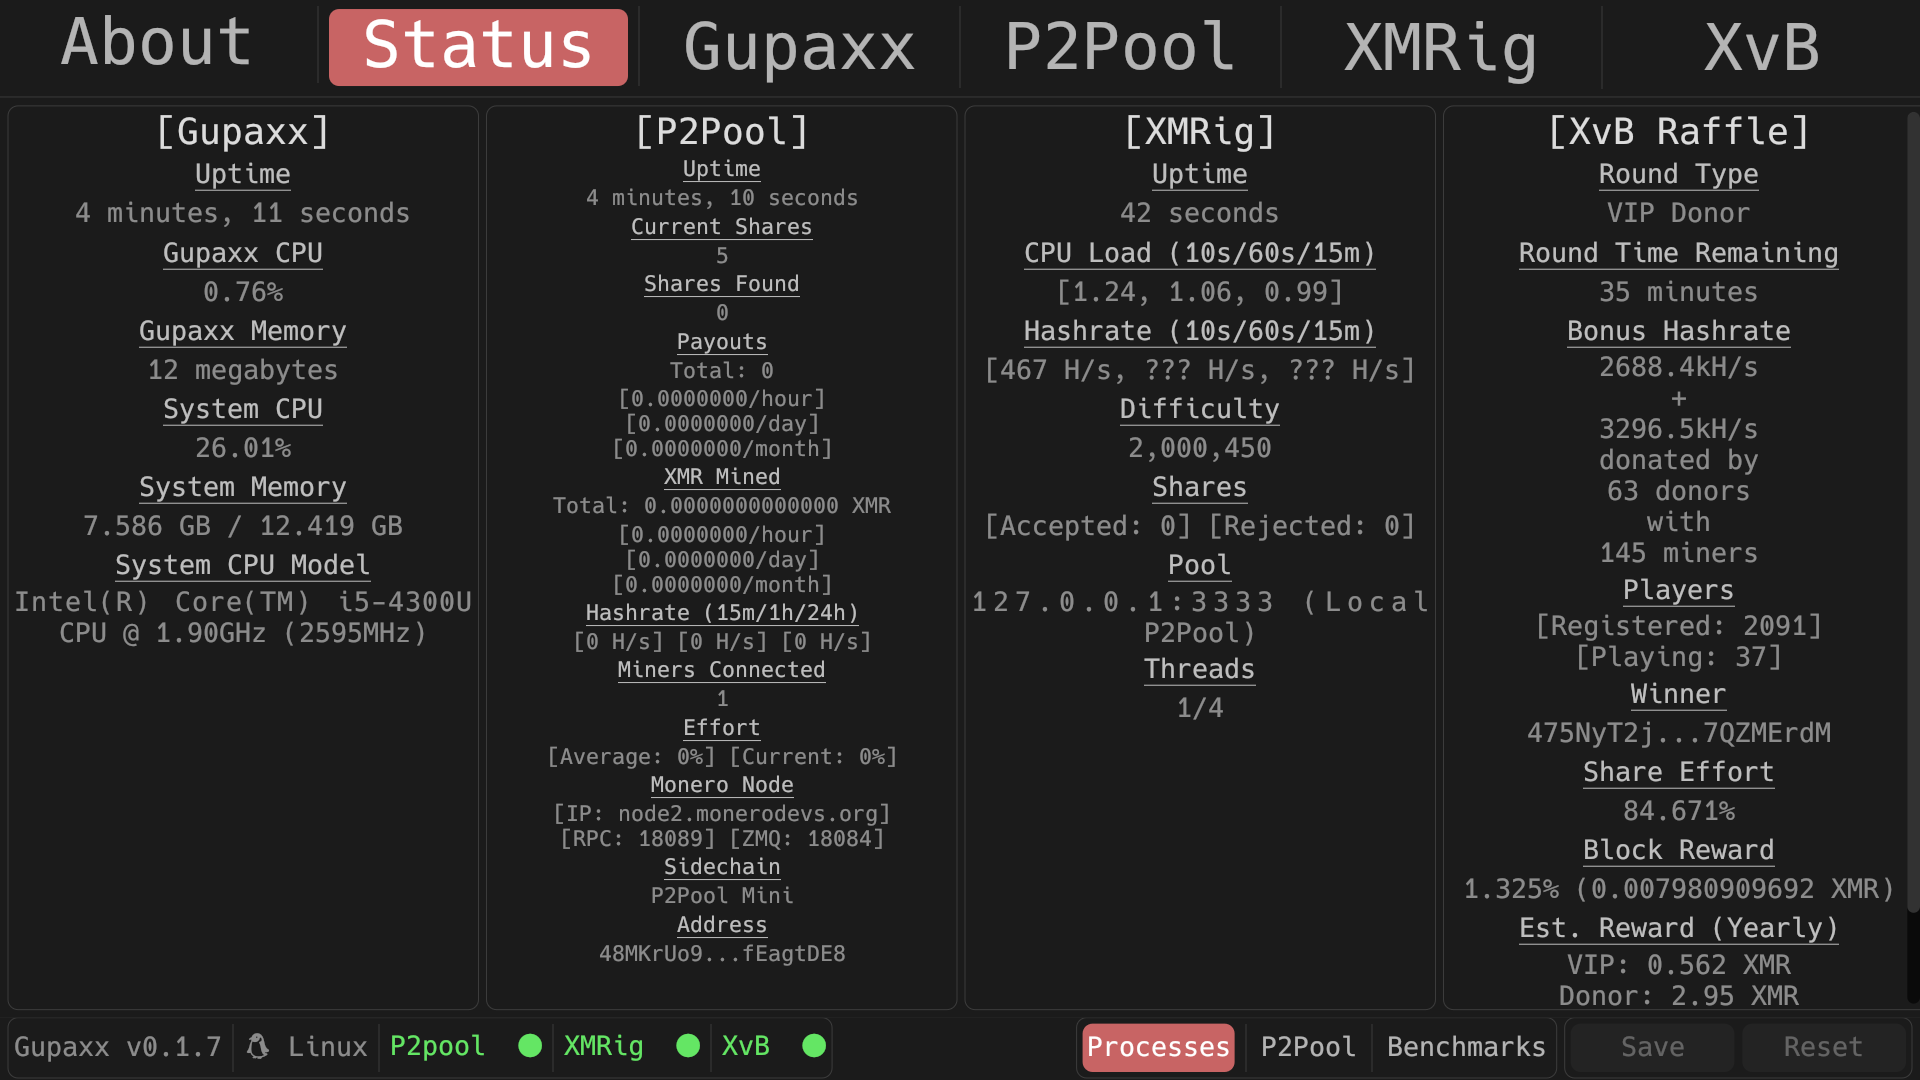 About
Status
Gupaxx
P2Pool
XMRig
XvB
[Gupaxx]
Uptime
4 minutes, 11 seconds
Gupaxx CPU
0.76%
Gupaxx Memory
12 megabytes
System CPU
26.01%
System Memory
7.586 GB / 12.419 GB
System CPU Model
Intel(R) Core(TM) i5-4300U
CPU @ 1.90GHz (2595MHz)
[P2Pool]
Uptime
4 minutes, 10 seconds
Current Shares
5
Shares Found
0
Payouts
Total: 0
[0.0000000/hour]
[0.0000000/day]
[0.0000000/month]
XMR Mined
Total: 0.0000000000000 XMR
[0.0000000/hour]
[0.0000000/day]
[0.0000000/month]
Hashrate (15m/1h/24h)
[0 H/s] [0 H/s] [0 H/s]
Miners Connected
1
Effort
[Average: 0%] [Current: 0%]
Monero Node
[IP: node2.monerodevs.org]
[RPC: 18089] [ZMQ: 18084]
Sidechain
P2Pool Mini
Address
48MKrUo9...fEagtDE8
[XMRig]
Uptime
42 seconds
CPU Load (10s/60s/15m)
[1.24, 1.06, 0.99]
Hashrate (10s/60s/15m)
[467 H/s, ??? H/s, ??? H/s]
Difficulty
2,000,450
Shares
[Accepted: 0] [Rejected: 0]
Pool
127.0.0.1:3333 (Local
P2Pool)
Threads
1/4
[XvB Raffle]
Round Type
VIP Donor
Round Time Remaining
35 minutes
Bonus Hashrate
2688.4kH/s
+
3296.5kH/s
donated by
63 donors
with
145 miners
Players
[Registered: 2091]
[Playing: 37]
Winner
475NyT2j...7QZMErdM
Share Effort
84.671%
Block Reward
1.325% (0.007980909692 XMR)
Est. Reward (Yearly)
VIP: 0.562 XMR
Donor: 2.95 XMR
Gupaxx v0.1.7
Linux
P2pool
XMRig
XvB
Processes
P2Pool
Benchmarks
Save
Reset